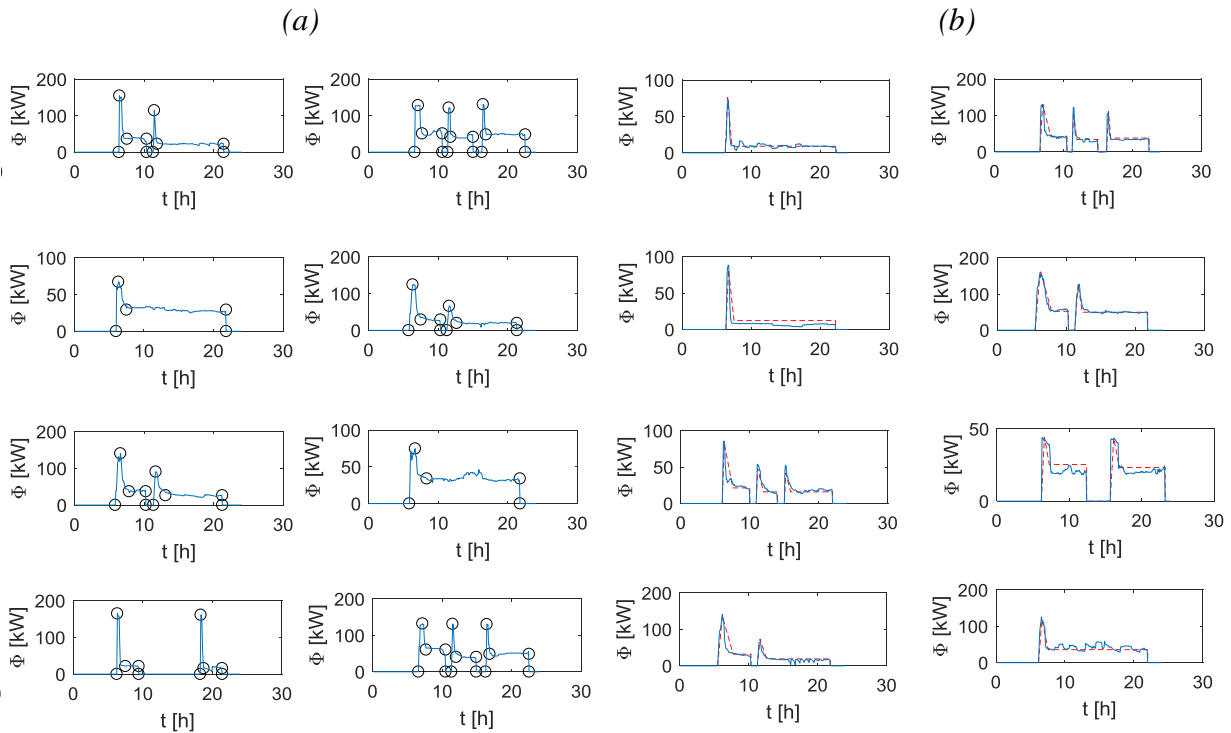 (a) (b)
200 200 100 200
Φ [kW] 100 Φ [kW] 100 Φ [kW] 50 Φ [kW] 100
0 0 0 0
0 10 20 30 0 10 20 30 0 10 20 30 0 10 20 30
t [h] t [h] t [h] t [h]
100 200 100 200
Φ [kW] 50 Φ [kW] 100 Φ [kW] 50 Φ [kW] 100
0 0 0 0
0 10 20 30 0 10 20 30 0 10 20 30 0 10 20 30
t [h] t [h] t [h] t [h]
200 100 100 50
Φ [kW] 100 Φ [kW] 50 Φ [kW] 50 Φ [kW]
0 0 0 0
0 10 20 30 0 10 20 30 0 10 20 30 0 10 20 30
t [h] t [h] t [h] t [h]
200 200 200 200
Φ [kW] 100 Φ [kW] 100 Φ [kW] 100 Φ [kW] 100
0 0 0 0
0 10 20 30 0 10 20 30 0 10 20 30 0 10 20 30
t [h] t [h] t [h] t [h]